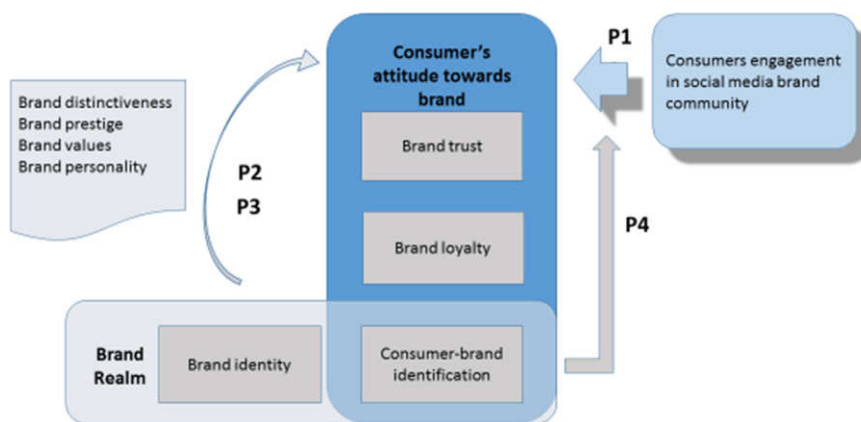 Consumer's
attitude towards
brand
P1
Consumers engagement
in social media brand
community
Brand distinctiveness
Brand prestige
Brand values
Brand personality
Brand trust
P2
P3
P4
Brand loyalty
Brand
Realm
Brand identity
Consumer-brand
identification